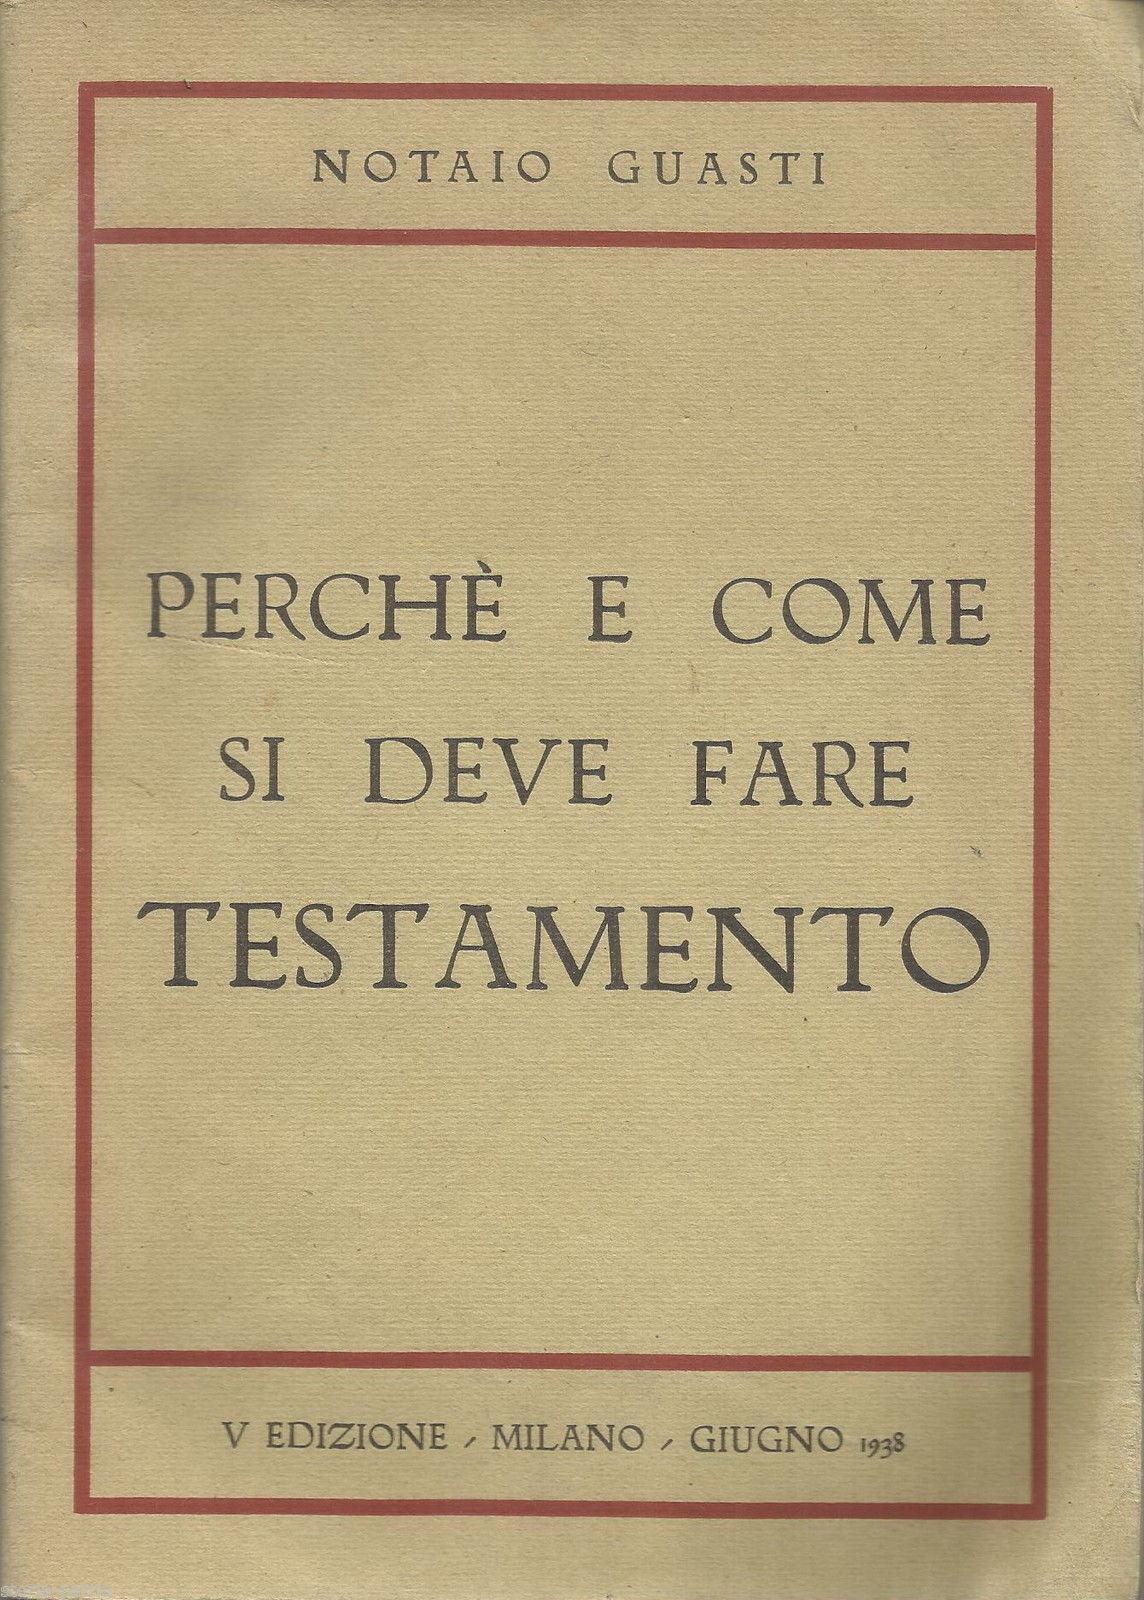 NOTAIO GUASTI
PERCHÈ E COME
SI DEVE FARE
TESTAMENTO
V EDIZIONE - MILANO - GIUGNO 1938